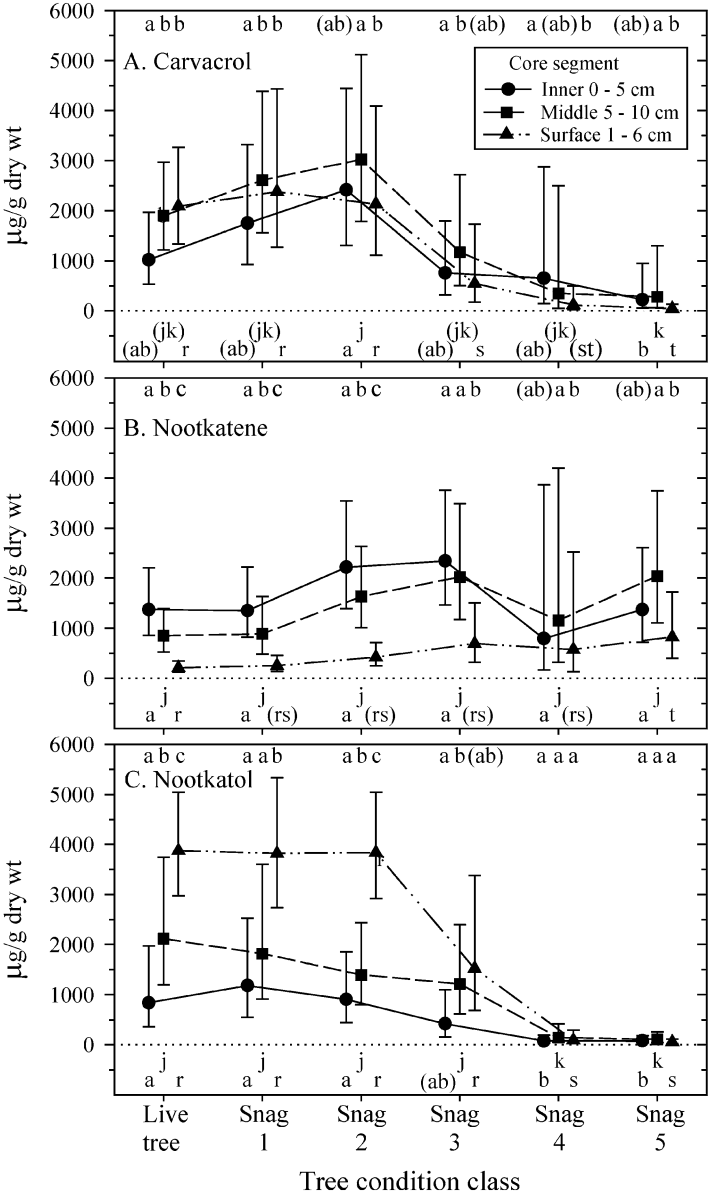 6000
a b b
a b b
(ab) a b
a b (ab)
a (ab) b
(ab) a b
A. Carvacrol
Core segment
Inner 0 - 5 cm
Middle 5 - 10 cm
Surface 1 - 6 cm
5000
4000
3000
2000
1000
0
µg/g dry wt
(jk)
(jk)
j
(jk)
(jk)
k
(ab) r
(ab) r
a r
(ab) s
(ab) (st)
b t
6000
a b c
a b c
a b c
a a b
(ab) a b
(ab) a b
B. Nootkatene
5000
4000
3000
2000
1000
0
µg/g dry wt
j
j
j
j
j
j
a r
a (rs)
a (rs)
a (rs)
a (rs)
a t
6000
a b c
a a b
a b c
a b (ab)
a a a
a a a
C. Nootkatol
5000
4000
3000
2000
1000
0
µg/g dry wt
j
j
j
j
k
k
a r
a r
a r
(ab) r
b s
b s
Live tree
Snag 1
Snag 2
Snag 3
Snag 4
Snag 5
Tree condition class